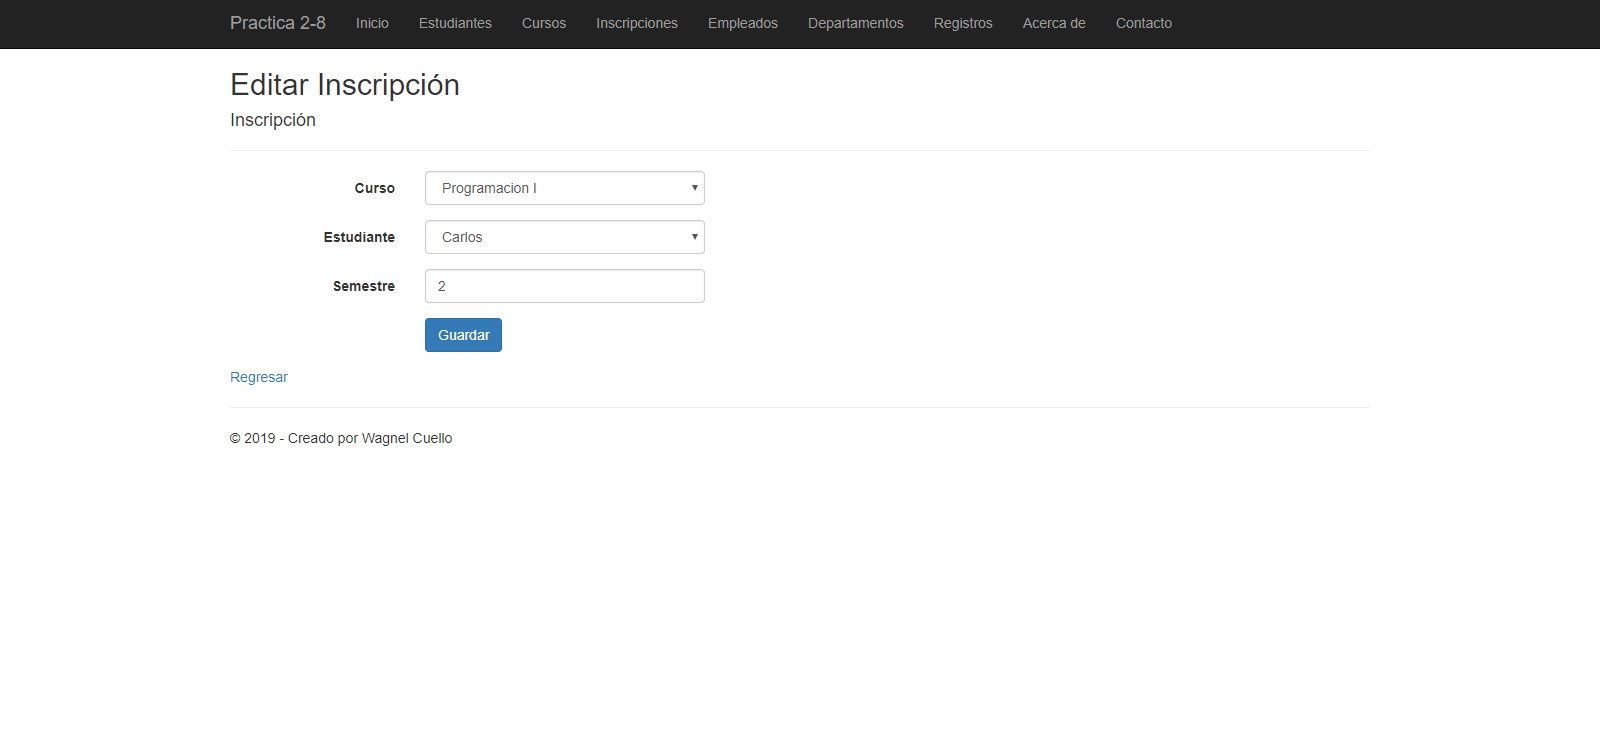 Practica 2-8 Inicio Estudiantes Cursos Inscripciones Empleados Departamentos Registros Acerca de Contacto
Editar Inscripción
Inscripción
Curso Programacion I
Estudiante Carlos
Semestre 2
Guardar
Regresar
© 2019 - Creado por Wagnel Cuello